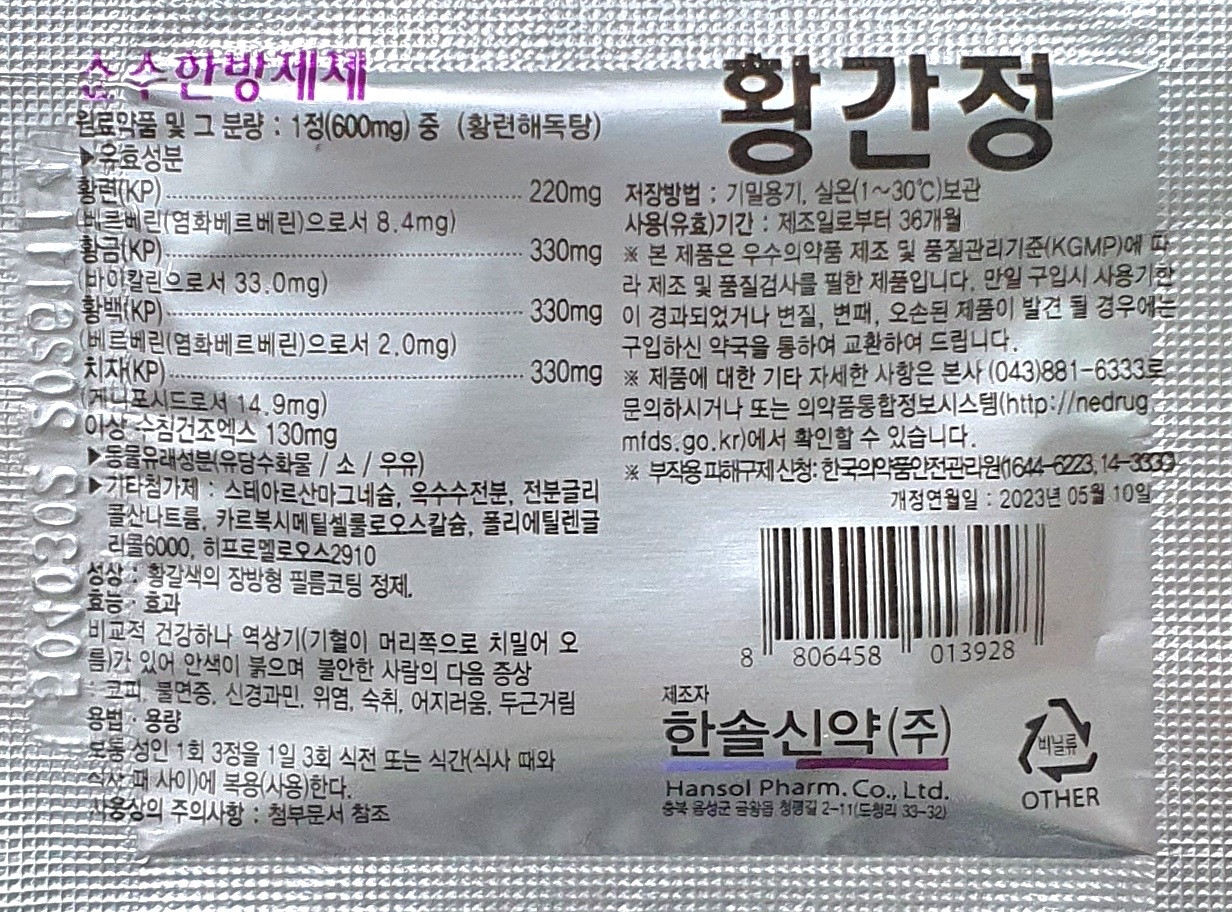 순수한방제제
원료약품 및 그 분량 : 1정(600mg) 중 (황련해독탕)
▶유효성분
황련(KP) ........................................ 220mg
(베르베린(염화베르베린)으로서 8.4mg)
황금(KP) ........................................ 330mg
(바이칼린으로서 33.0mg)
황백(KP) ........................................ 330mg
(베르베린(염화베르베린)으로서 2.0mg)
치자(KP) ........................................ 330mg
(게니포시드로서 14.9mg)
이상 수침건조엑스 130mg
▶동물유래성분(유당수화물 / 소 / 우유)
▶기타첨가제 : 스테아르산마그네슘, 옥수수전분, 전분글리
콜산나트륨, 카르복시메틸셀룰로오스칼슘, 폴리에틸렌글
리콜6000, 히프로멜로오스2910
성상 : 황갈색의 장방형 필름코팅 정제.
효능·효과
비교적 건강하나 역상기(기혈이 머리쪽으로 치밀어 오
름)가 있어 안색이 붉으며 불안한 사람의 다음 증상
: 코피, 불면증, 신경과민, 위염, 숙취, 어지러움, 두근거림
용법·용량
보통 성인 1회 3정을 1일 3회 식전 또는 식간(식사 때와
식사 때 사이)에 복용(사용)한다.
사용상의 주의사항 : 첨부문서 참조
황간정
저장방법 : 기밀용기, 실온(1~30℃)보관
사용(유효)기간 : 제조일로부터 36개월
※ 본 제품은 우수의약품 제조 및 품질관리기준(KGMP)에 따
라 제조 및 품질검사를 필한 제품입니다. 만일 구입시 사용기한
이 경과되었거나 변질, 변패, 오손된 제품이 발견 될 경우에는
구입하신 약국을 통하여 교환하여 드립니다.
※ 제품에 대한 기타 자세한 사항은 본사 (043)881-6333로
문의하시거나 또는 의약품통합정보시스템(http://nedrug
mfds.go.kr)에서 확인할 수 있습니다.
※ 부작용 피해구제 신청: 한국의약품안전관리원(1644-6223, 14-3330)
개정연월일 : 2023년 05월 10일
8 806458 013928
제조자
한솔신약(주)
Hansol Pharm. Co., Ltd.
충북 음성군 금왕읍 청평길 2-11(도청리 33-32)
비닐류
OTHER